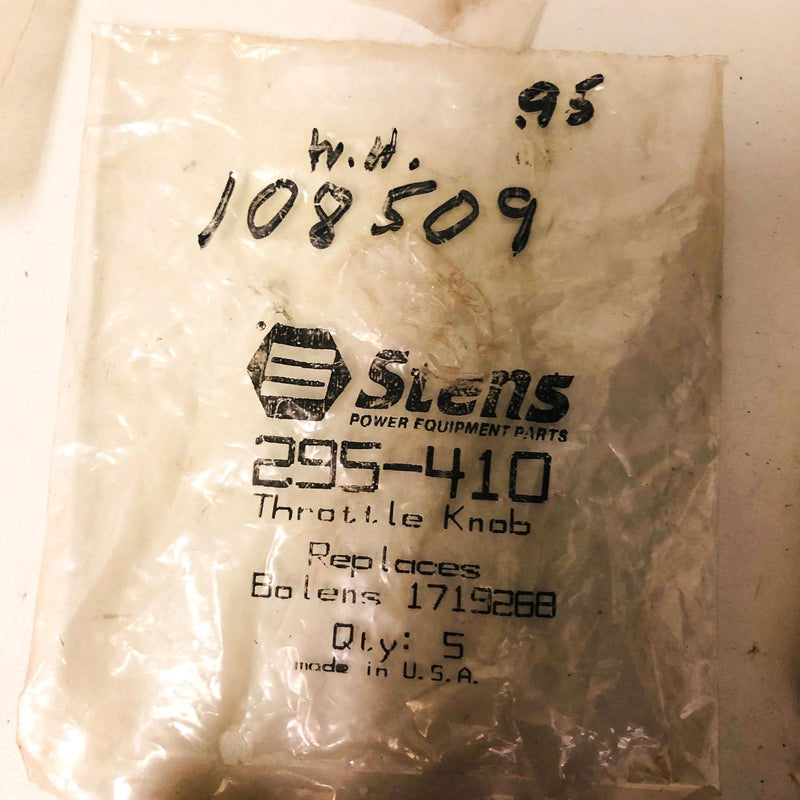 .95
W.H.
108509
Stens
POWER EQUIPMENT PARTS
295-410
Throttle Knob
Replaces
Bolens 1719268
Qty: 5
made in U.S.A.